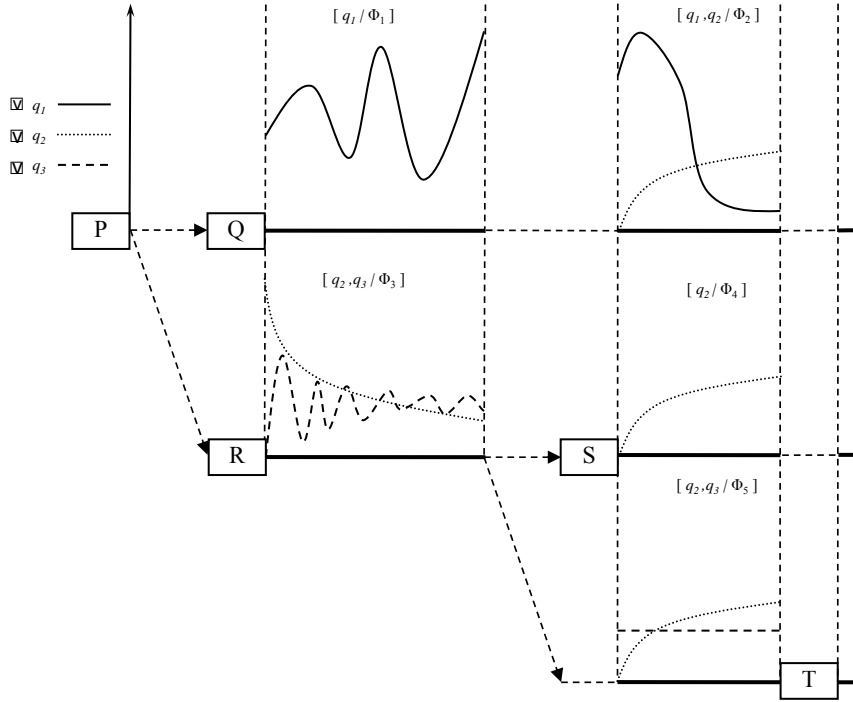 [ q₁ / Φ₁ ]
[ q₁ , q₂ / Φ₂ ]
q₁
q₂
q₃
P
Q
[ q₂ , q₃ / Φ₃ ]
[ q₂ / Φ₄ ]
R
S
[ q₂ , q₃ / Φ₅ ]
T